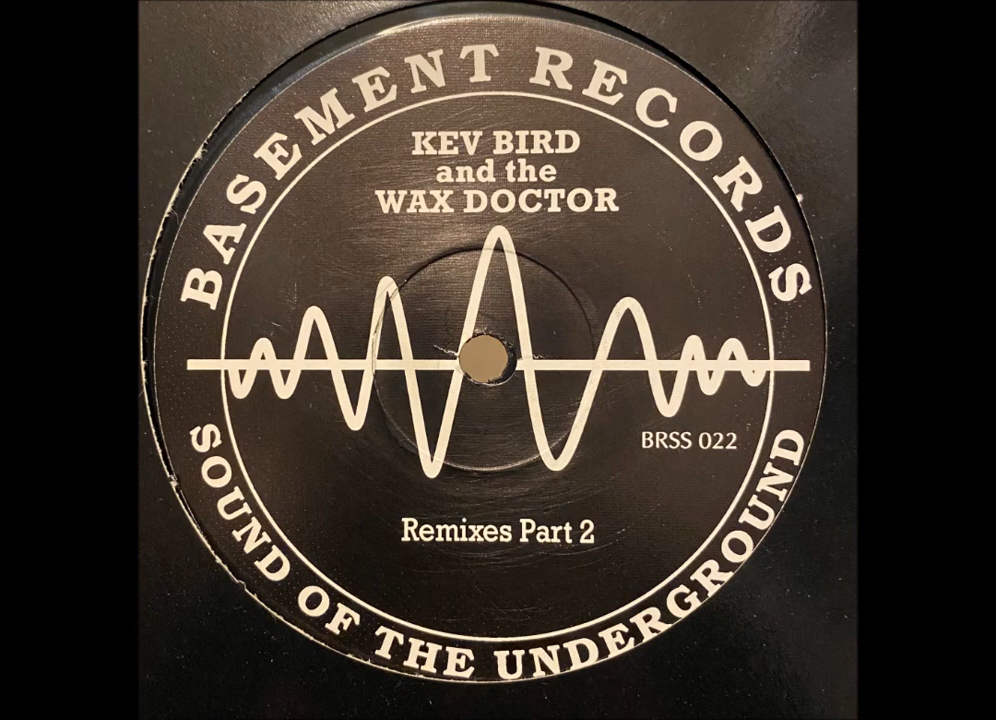 BASEMENT RECORDS
KEV BIRD
and the
WAX DOCTOR
BRSS 022
Remixes Part 2
SOUND OF THE UNDERGROUND